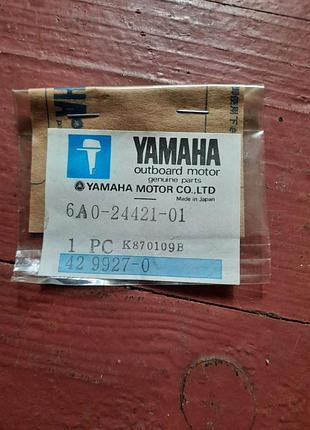 YAMAHA
outboard motor
genuine parts
YAMAHA MOTOR CO.,LTD
Made in Japan
6A0-24421-01
1 PC K870109B
42 9927-0